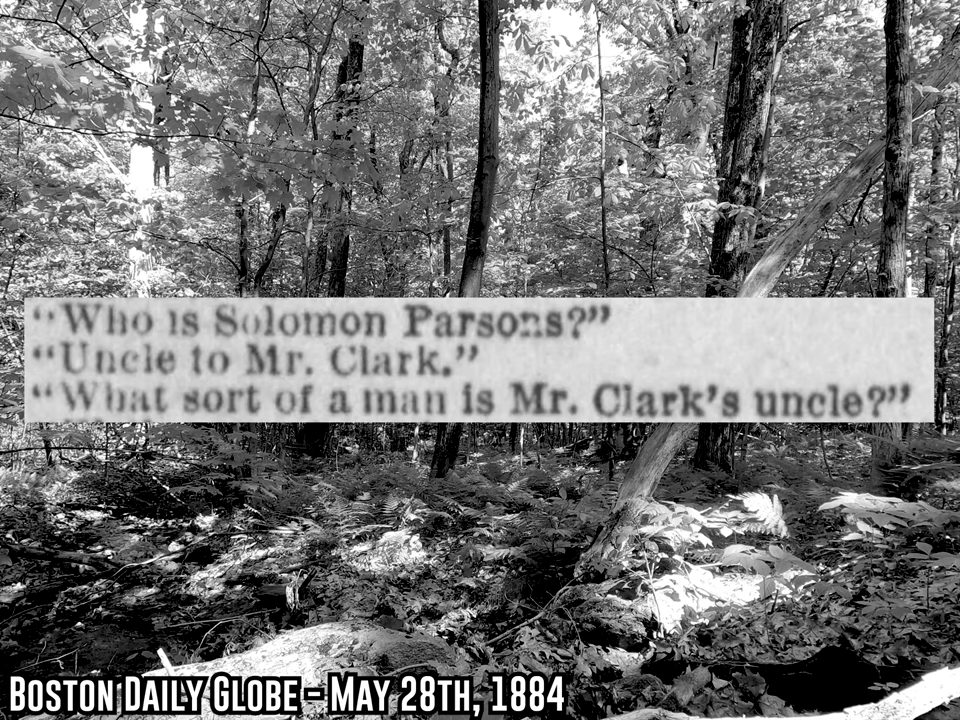 “Who is Solomon Parsons?”
“Uncle to Mr. Clark.”
“What sort of a man is Mr. Clark’s uncle?”
BOSTON DAILY GLOBE - MAY 28TH, 1884